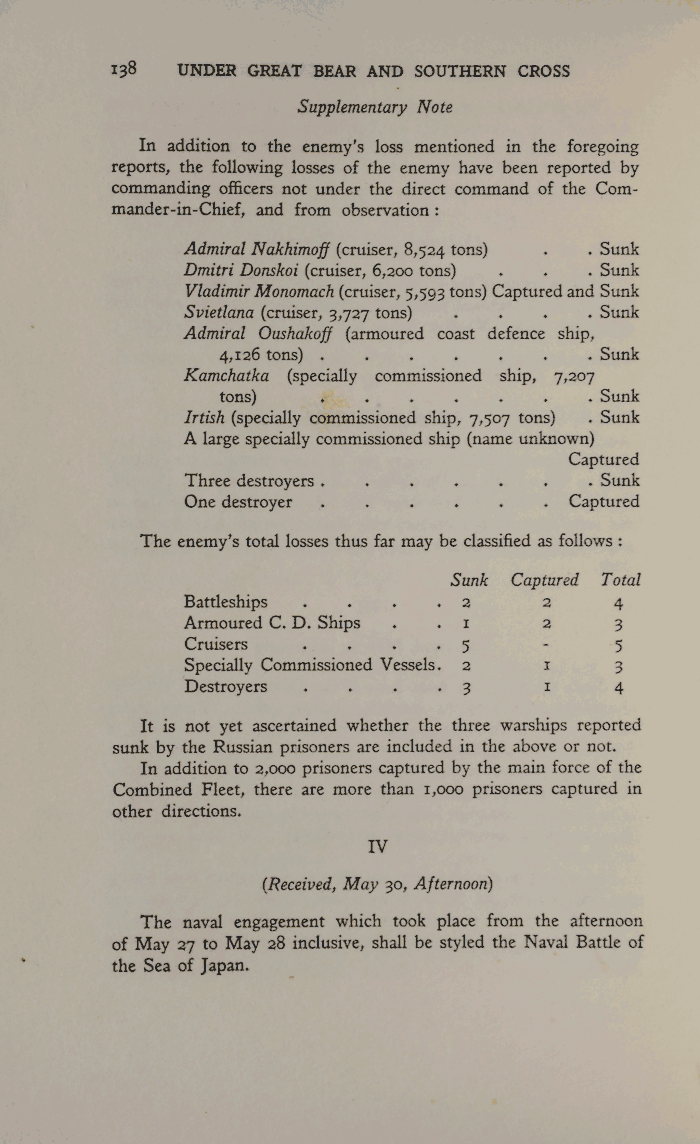 138 UNDER GREAT BEAR AND SOUTHERN CROSS
Supplementary Note
In addition to the enemy's loss mentioned in the foregoing
reports, the following losses of the enemy have been reported by
commanding officers not under the direct command of the Com-
mander-in-Chief, and from observation :
Admiral Nakhimoff (cruiser, 8,524 tons) . . Sunk
Dmitri Donskoi (cruiser, 6,200 tons) . . . Sunk
Vladimir Monomach (cruiser, 5,593 tons) Captured and Sunk
Svietlana (cruiser, 3,727 tons) . . . . Sunk
Admiral Oushakoff (armoured coast defence ship,
4,126 tons) . . . . . . . Sunk
Kamchatka (specially commissioned ship, 7,207
tons) . . . . . . . Sunk
Irtish (specially commissioned ship, 7,507 tons) . Sunk
A large specially commissioned ship (name unknown)
Captured
Three destroyers . . . . . . . Sunk
One destroyer . . . . . . Captured
The enemy's total losses thus far may be classified as follows :
Sunk Captured Total
Battleships . . . . 2 2 4
Armoured C. D. Ships . . 1 2 3
Cruisers . . . . 5 - 5
Specially Commissioned Vessels. 2 1 3
Destroyers . . . . 3 1 4
It is not yet ascertained whether the three warships reported
sunk by the Russian prisoners are included in the above or not.
In addition to 2,000 prisoners captured by the main force of the
Combined Fleet, there are more than 1,000 prisoners captured in
other directions.
IV
(Received, May 30, Afternoon)
The naval engagement which took place from the afternoon
of May 27 to May 28 inclusive, shall be styled the Naval Battle of
the Sea of Japan.